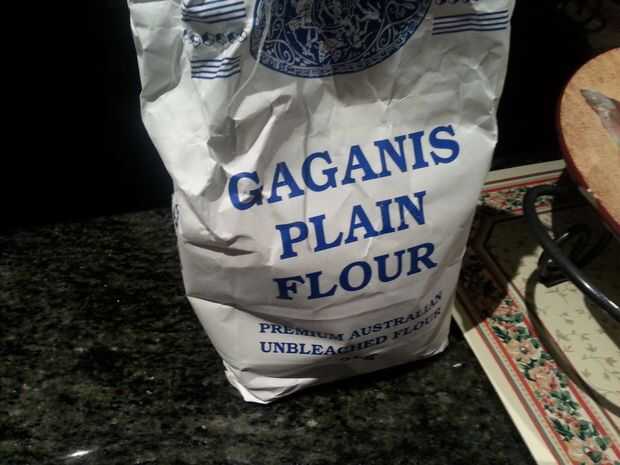 GAGANIS
PLAIN
FLOUR
PREMIUM AUSTRALIAN
UNBLEACHED FLOUR